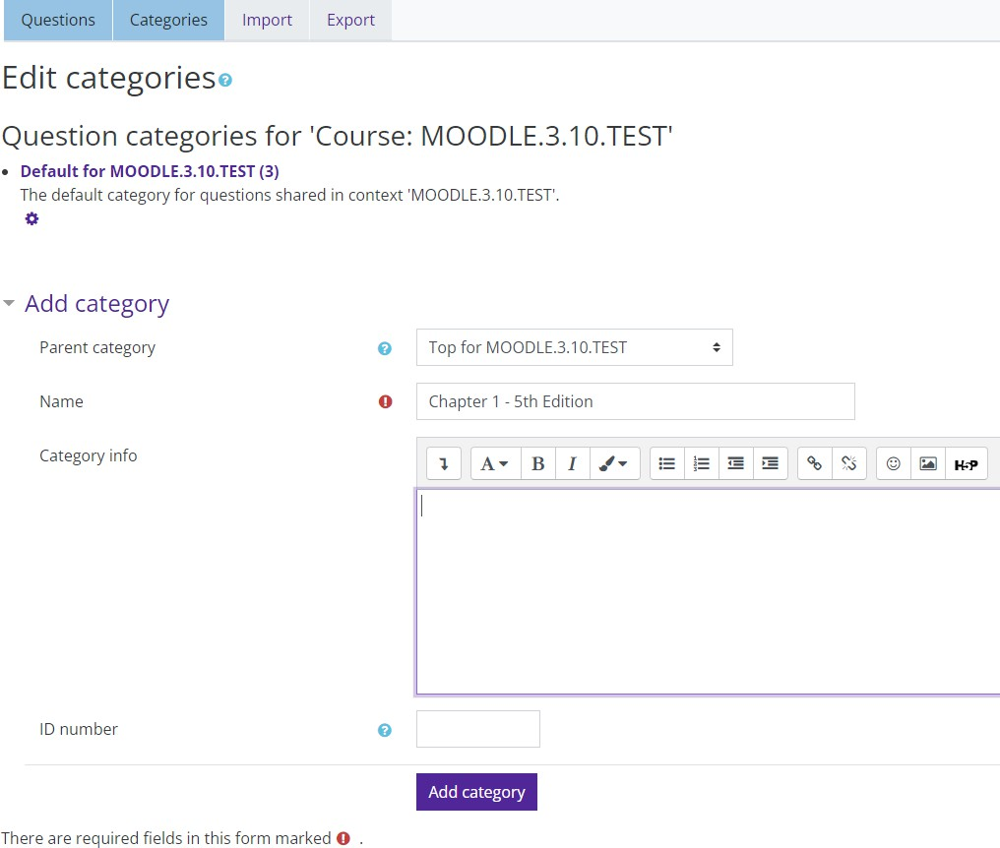 Questions Categories Import Export
Edit categories
Question categories for 'Course: MOODLE.3.10.TEST'
Default for MOODLE.3.10.TEST (3)
The default category for questions shared in context 'MOODLE.3.10.TEST'.
Add category
Parent category ? Top for MOODLE.3.10.TEST
Name Chapter 1 - 5th Edition
Category info
A B I H-P
ID number ?
Add category
There are required fields in this form marked .